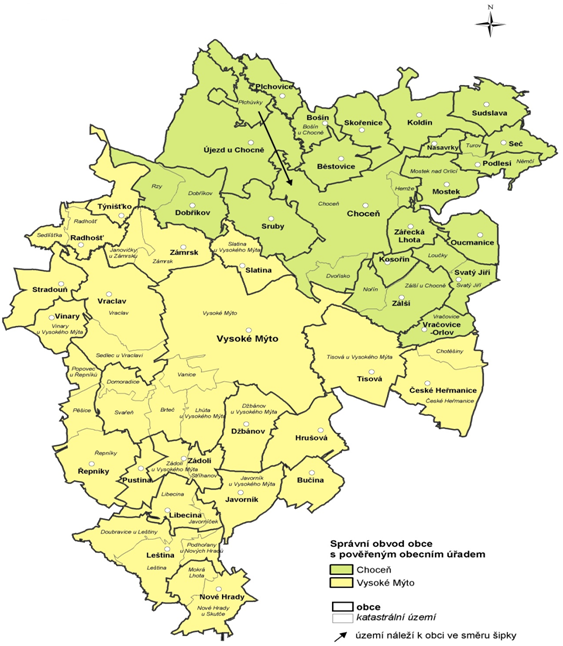 N
Plchovice
Plchůvky
Bošín
Bošín
u Chocně
Skořenice
Koldín
Sudslava
Újezd u Chocně
Běstovice
Nasavrky
Turov
Seč
Podlesí
Němčí
Mostek nad Orlicí
Mostek
Hemže
Choceň
Choceň
Rzy
Dobříkov
Dobříkov
Sruby
Zářecká
Lhota
Oucmanice
Týnišťko
Sedlíšťka
Radhošť
Radhošť
Janovičky
u Zámrsku
Zámrsk
Zámrsk
Slatina
u Vysokého Mýta
Slatina
Kosořín
Loučky
Dvořisko
Nořín
Zálší u Chocně
Zálší
Svatý Jiří
Svatý Jiří
Stradouň
Vraclav
Vraclav
Vinary
Vinary
u Vysokého Mýta
Vysoké Mýto
Vysoké Mýto
Vračovice
Vračovice
-Orlov
Chotěšiny
Sedlec u Vraclavi
Tisová u Vysokého Mýta
Tisová
České Heřmanice
České Heřmanice
Popovec
u Řepníků
Domoradice
Vanice
Pěšice
Svařeň
Brteč
Lhůta
u Vysokého Mýta
Džbánov
u Vysokého Mýta
Džbánov
Hrušová
Řepníky
Řepníky
Pustina
Zádolí
u Vysokého Mýta
Zádolí
Stříhanov
Javorník
u Vysokého Mýta
Javorník
Bučina
Libecina
Libecina
Javorníček
Doubravice u Leštiny
Leština
Leština
Podhořany
u Nových Hradů
Mokrá
Lhota
Nové Hrady
Nové Hrady
u Skutče
Správní obvod obce
s pověřeným obecním úřadem
Choceň
Vysoké Mýto
obce
katastrální území
území náleží k obci ve směru šipky